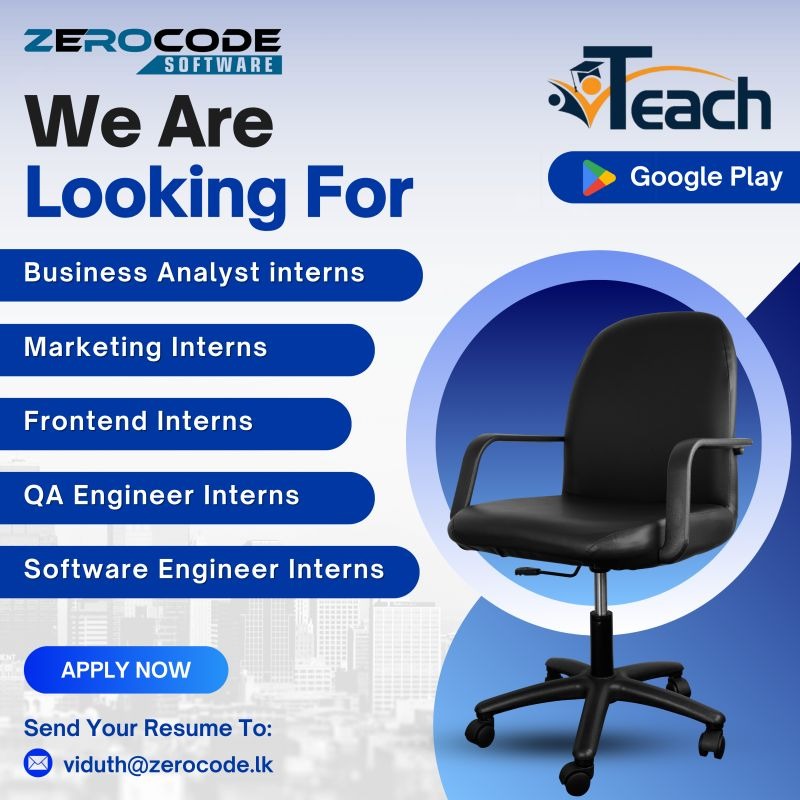 ZEROCODE
SOFTWARE
vTeach
Google Play
We Are
Looking For
Business Analyst interns
Marketing Interns
Frontend Interns
QA Engineer Interns
Software Engineer Interns
APPLY NOW
Send Your Resume To:
viduth@zerocode.lk